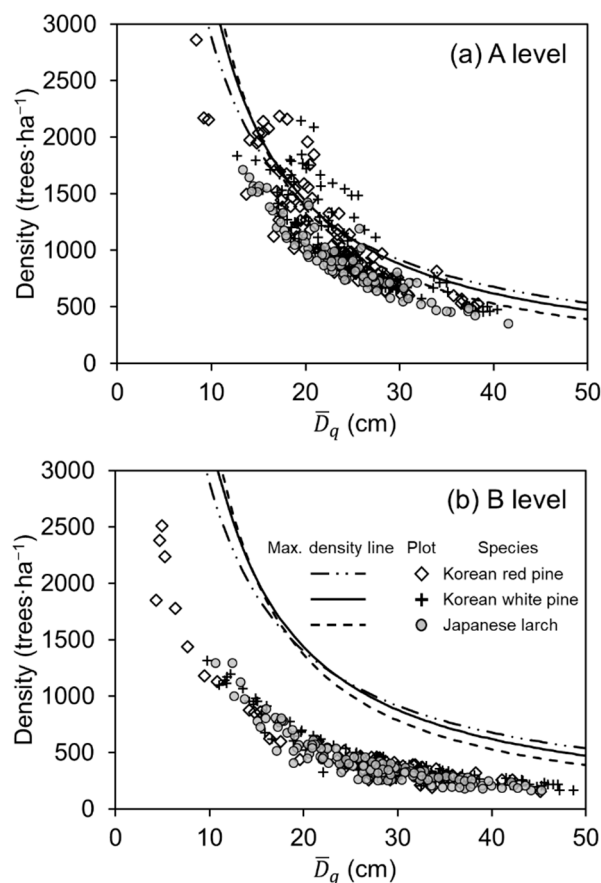 (a) A level
3000
2500
2000
1500
1000
500
0
Density (trees·ha⁻¹)
0 10 20 30 40 50
D̅q (cm)
(b) B level
3000
2500
2000
1500
1000
500
0
Density (trees·ha⁻¹)
Max. density line Plot Species
Korean red pine
Korean white pine
Japanese larch
0 10 20 30 40 50
D̅q (cm)